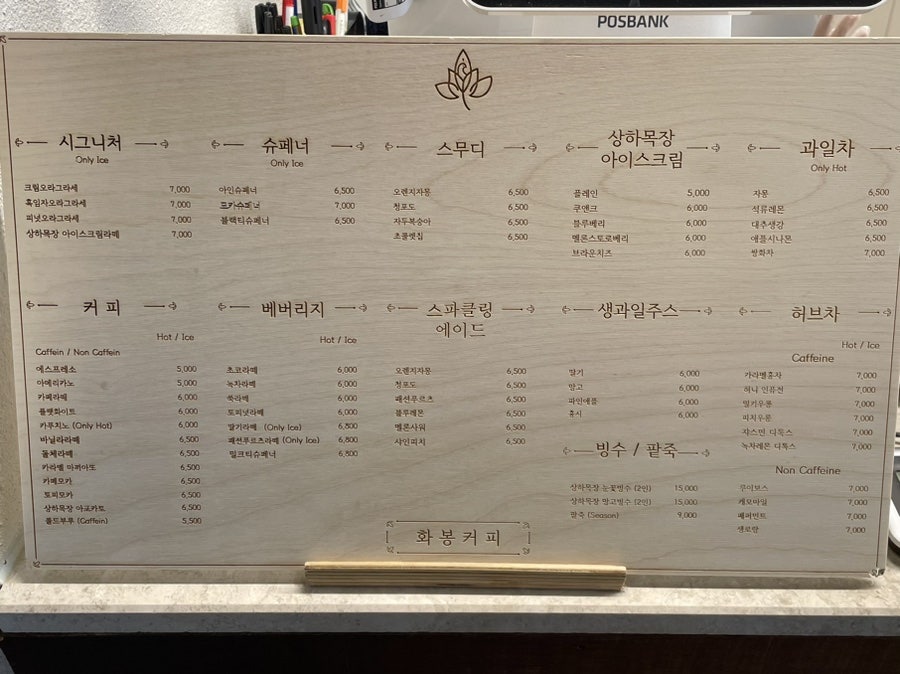 POSBANK
시그니처
Only Ice
크림오라그라세 7,000
흑임자오라그라세 7,000
피넛오라그라세 7,000
상하목장 아이스크림라떼 7,000
슈페너
Only Ice
아인슈페너 6,500
모카슈페너 7,000
블랙티슈페너 6,500
스무디
오렌지자몽 6,500
청포도 6,500
자두복숭아 6,500
초콜렛칩 6,500
상하목장
아이스크림
플레인 5,000
쿠앤크 6,000
블루베리 6,000
멜론스트로베리 6,000
브라운치즈 6,000
과일차
Only Hot
자몽 6,500
석류레몬 6,500
대추생강 6,500
애플시나몬 6,500
쌍화차 7,000
커피
Hot / Ice
Caffein / Non Caffein
에스프레소 5,000
아메리카노 5,000
카페라떼 6,000
플랫화이트 6,000
카푸치노 (Only Hot) 6,000
바닐라라떼 6,500
돌체라떼 6,500
카라멜 마끼아또 6,500
카페모카 6,500
토피모카 6,500
상하목장 아포카토 6,500
콜드부루 (Caffein) 5,500
베버리지
Hot / Ice
초코라떼 6,000
녹차라떼 6,000
쑥라떼 6,000
토피넛라떼 6,000
딸기라떼 (Only Ice) 6,800
패션푸르츠라떼 (Only Ice) 6,800
밀크티슈페너 6,800
스파클링
에이드
오렌지자몽 6,500
청포도 6,500
패션푸르츠 6,500
블루레몬 6,500
멜론사워 6,500
샤인피치 6,500
생과일주스
딸기 6,000
망고 6,000
파인애플 6,000
홍시 6,000
빙수 / 팥죽
상하목장 눈꽃빙수 (2인) 15,000
상하목장 망고빙수 (2인) 15,000
팥죽 (Season) 9,000
허브차
Hot / Ice
Caffeine
가라멜홍차 7,000
허니 인퓨전 7,000
밀키우롱 7,000
피치우롱 7,000
쟈스민 디톡스 7,000
녹차레몬 디톡스 7,000
Non Caffeine
루이보스 7,000
캐모마일 7,000
페퍼민트 7,000
생로랑 7,000
화봉커피